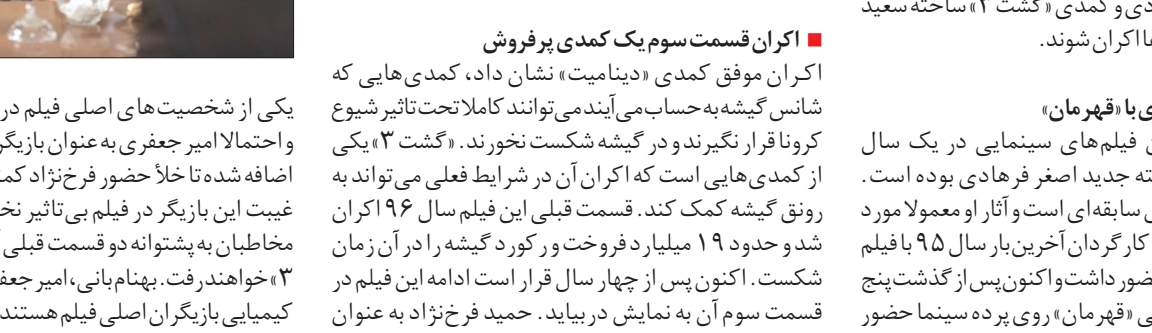 دی و کمدی «گشت ۳» ساخته سعید
ها اکران شوند.
ی با «قهرمان»
ن فیلم‌های سینمایی در یک سال
ته جدید اصغر فرهادی بوده است.
ی سابقه‌ای است و آثار او معمولا مورد
کارگردان آخرین‌بار سال ۹۵ با فیلم
ضور داشت و اکنون پس از گذشت پنج
ی «قهرمان» روی پرده سینما حضور
اکران قسمت سوم یک کمدی پرفروش
اکران موفق کمدی «دینامیت» نشان داد، کمدی‌هایی که
شانس گیشه به حساب می‌آیند می‌توانند کاملا تحت تاثیر شیوع
کرونا قرار نگیرند و در گیشه شکست نخورند. «گشت ۳» یکی
از کمدی‌هایی است که اکران آن در شرایط فعلی می‌تواند به
رونق گیشه کمک کند. قسمت قبلی این فیلم سال ۹۶ اکران
شد و حدود ۱۹ میلیارد فروخت و رکورد گیشه را در آن زمان
شکست. اکنون پس از چهار سال قرار است ادامه این فیلم در
قسمت سوم آن به نمایش دربیاید. حمید فرخ‌نژاد به عنوان
یکی از شخصیت‌های اصلی فیلم در
و احتمالا امیر جعفری به عنوان بازیگر
اضافه شده تا خلأ حضور فرخ‌نژاد کمت
غیبت این بازیگر در فیلم بی‌تاثیر نخ
مخاطبان به پشتوانه دو قسمت قبلی
۳» خواهند رفت. بهنام بانی، امیر جعف
کیمیایی بازیگران اصلی فیلم هستند